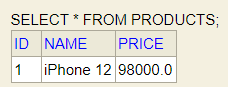 SELECT * FROM PRODUCTS;
ID NAME PRICE
1 iPhone 12 98000.0